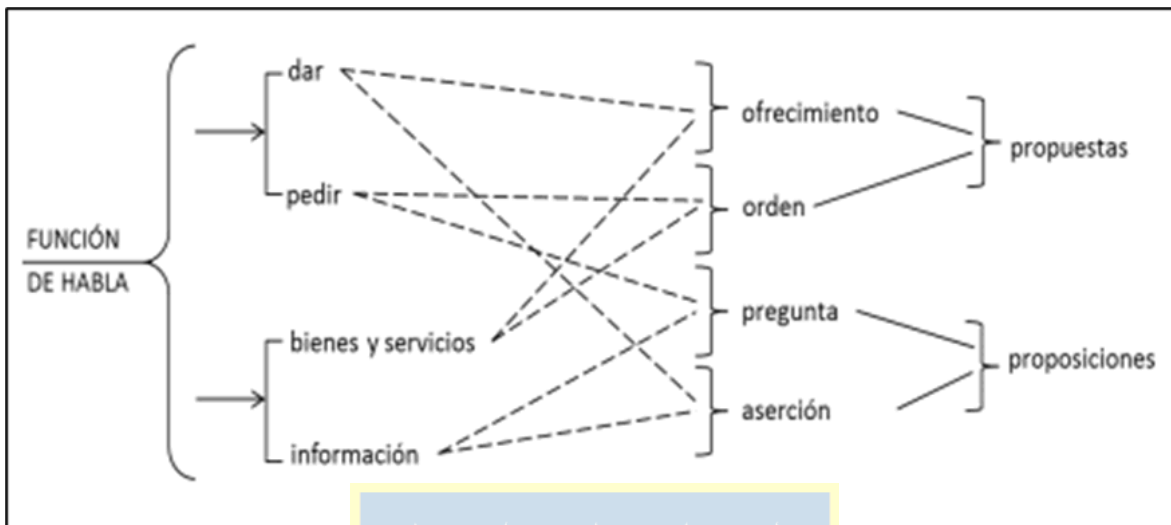 dar
pedir
FUNCIÓN
DE HABLA
bienes y servicios
información
ofrecimiento
orden
pregunta
aserción
propuestas
proposiciones